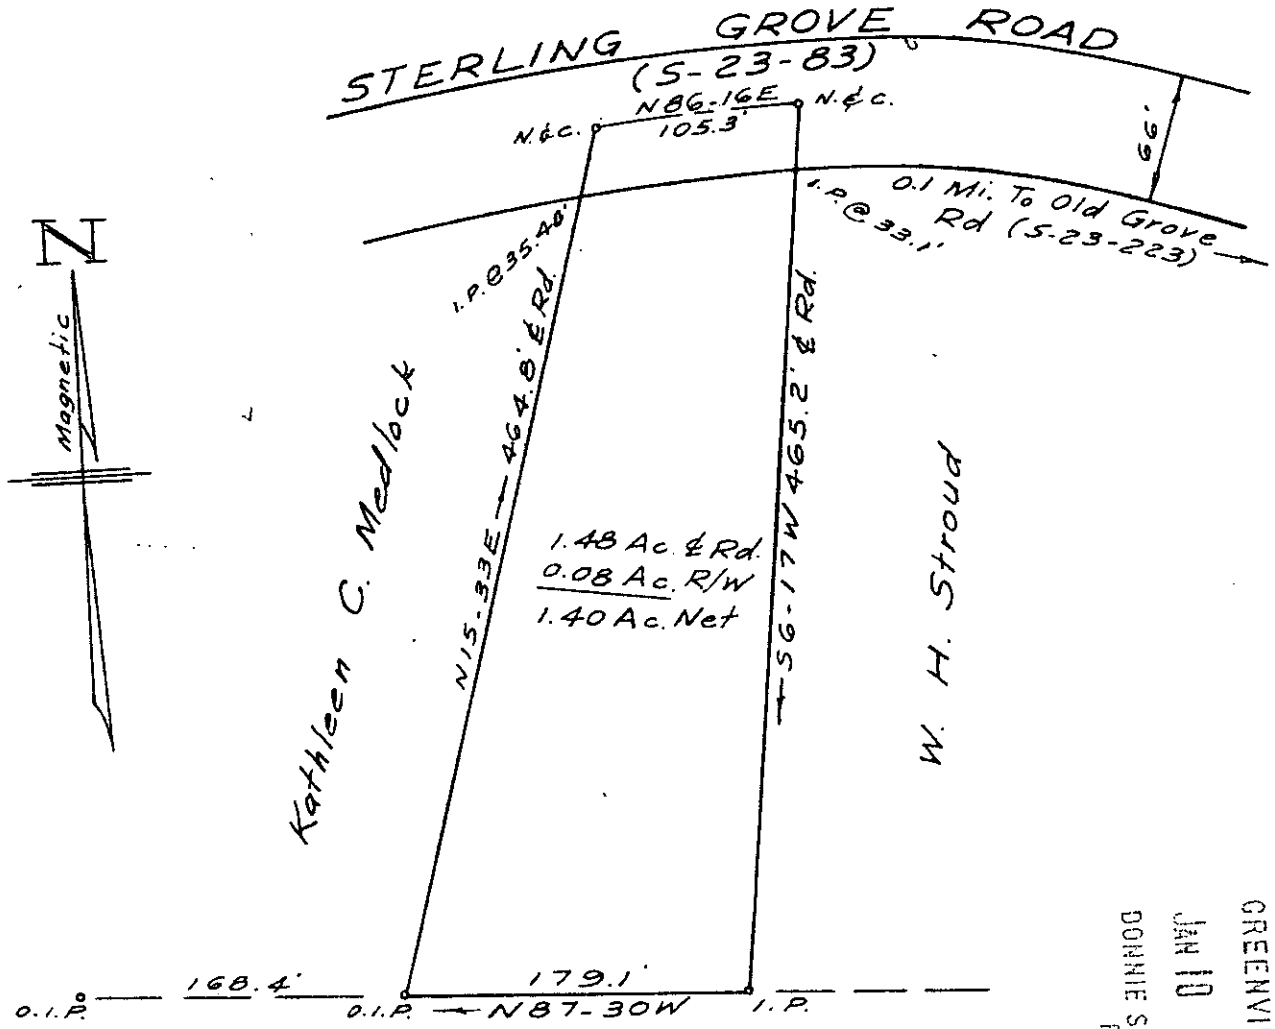 STERLING GROVE ROAD
(S-23-83)
N86-16E
105.3'
N.&C.
N.&C.
66'
I.P.@35.40'
I.P.@33.1'
0.1 Mi. To Old Grove
Rd (S-23-223)
N
Magnetic
N15-33E 464.8' ₵ Rd.
S6-17W 465.2' ₵ Rd.
Kathleen C. Medlock
W. H. Stroud
1.48 Ac. ₵ Rd.
0.08 Ac. R/W
1.40 Ac. Net
168.4'
179.1'
O.I.P.
O.I.P.
N87-30W
I.P.
GREENVI
JAN 10
DONNIE S